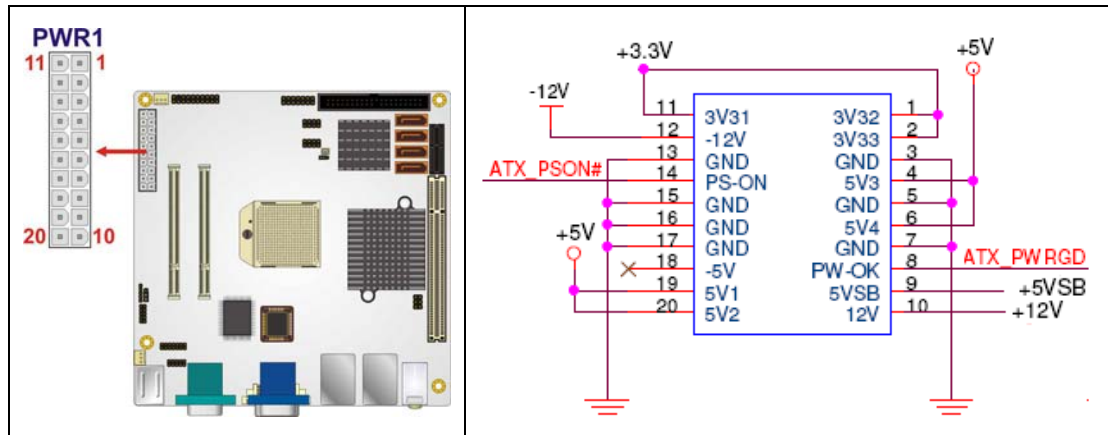 PWR1
11 1
20 10
+3.3V
+5V
-12V
11 3V31 3V32 1
12 -12V 3V33 2
13 GND GND 3
ATX_PSON# 14 PS-ON 5V3 4
15 GND GND 5
16 GND 5V4 6
+5V 17 GND GND 7
18 -5V PW-OK 8 ATX_PWRGD
19 5V1 5VSB 9 +5VSB
20 5V2 12V 10 +12V